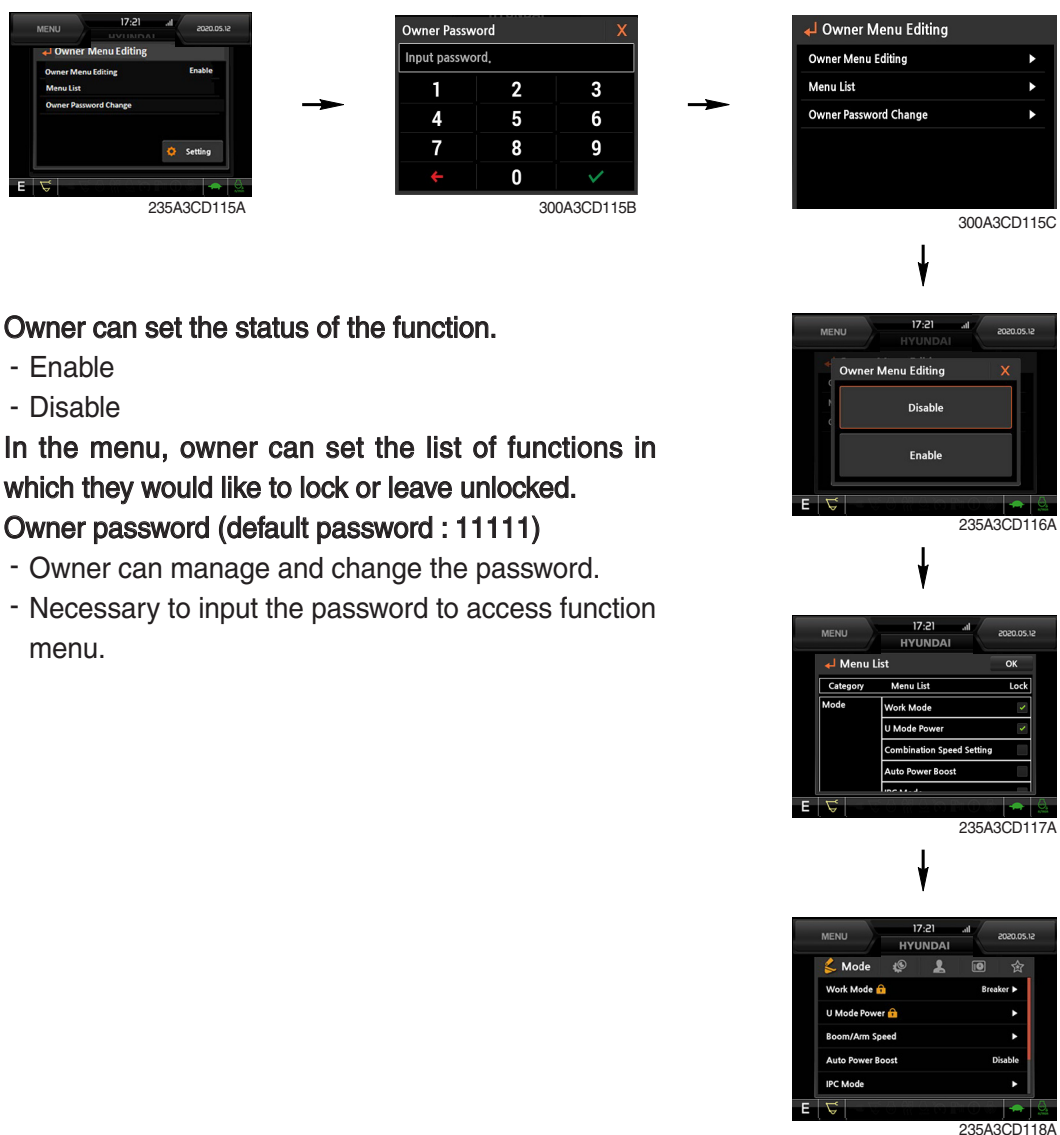 MENU
17:21
2020.05.12
Owner Menu Editing
Owner Menu Editing Enable
Menu List
Owner Password Change
Setting
E
235A3CD115A
Owner Password X
Input password,
1 2 3
4 5 6
7 8 9
0
300A3CD115B
Owner Menu Editing
Owner Menu Editing
Menu List
Owner Password Change
300A3CD115C
Owner can set the status of the function.
- Enable
- Disable
In the menu, owner can set the list of functions in
which they would like to lock or leave unlocked.
Owner password (default password : 11111)
- Owner can manage and change the password.
- Necessary to input the password to access function
menu.
MENU
17:21
2020.05.12
HYUNDAI
Owner Menu Editing X
Disable
Enable
E
235A3CD116A
MENU
17:21
2020.05.12
HYUNDAI
Menu List OK
Category Menu List Lock
Mode Work Mode
U Mode Power
Combination Speed Setting
Auto Power Boost
E
235A3CD117A
MENU
17:21
2020.05.12
HYUNDAI
Mode
Work Mode Breaker
U Mode Power
Boom/Arm Speed
Auto Power Boost Disable
IPC Mode
E
235A3CD118A